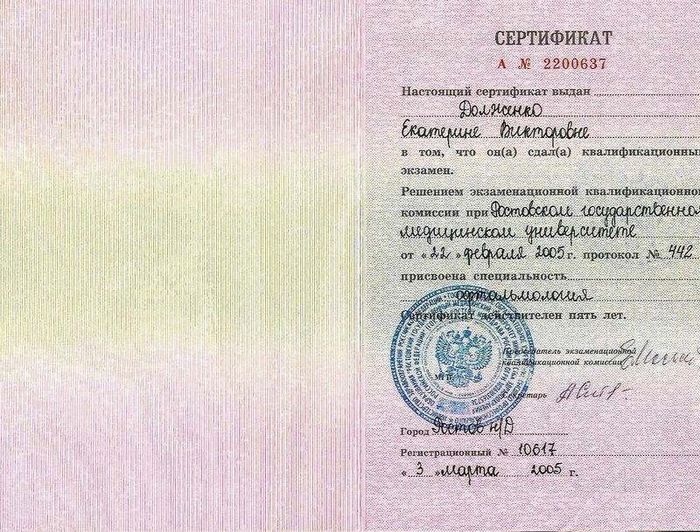 СЕРТИФИКАТ
А № 2200637
Настоящий сертификат выдан
Долженко
Екатерине Викторовне
в том, что он(а) сдал(а) квалификационный
экзамен.
Решением экзаменационной квалификационной
комиссии при Ростовском государственном
медицинском университете
от «22» февраля 2005 г. протокол № 442
присвоена специальность
офтальмология
Сертификат действителен пять лет.
Председатель экзаменационной
квалификационной комиссии
Секретарь
Город Ростов н/Д
Регистрационный № 10617
«3» марта 2005 г.